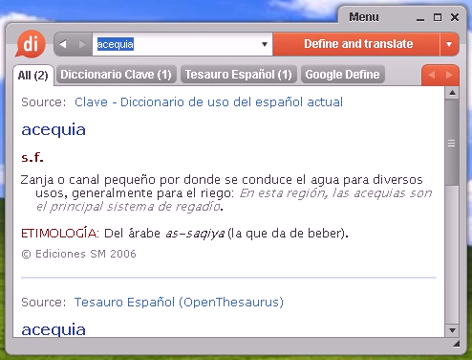 Menu
di
acequia
Define and translate
All (2)
Diccionario Clave (1)
Tesauro Español (1)
Google Define
Source: Clave - Diccionario de uso del español actual
acequia
s.f.
Zanja o canal pequeño por donde se conduce el agua para diversos
usos, generalmente para el riego: En esta región, las acequias son
el principal sistema de regadío.
ETIMOLOGÍA: Del árabe as-saqiya (la que da de beber).
© Ediciones SM 2006
Source: Tesauro Español (OpenThesaurus)
acequia